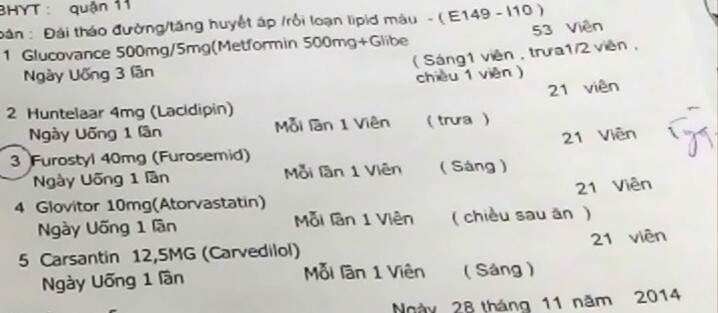 BHYT : quận 11
oán : Đái tháo đường/tăng huyết áp /rối loạn lipid máu - ( E149 - I10 )
1 Glucovance 500mg/5mg(Metformin 500mg+Glibe 53 Viên
Ngày Uống 3 lần ( Sáng1 viên , trưa1/2 viên , chiều 1 viên )
2 Huntelaar 4mg (Lacidipin) 21 viên
Ngày Uống 1 lần Mỗi lần 1 Viên ( trưa )
3 Furostyl 40mg (Furosemid) 21 Viên
Ngày Uống 1 lần Mỗi lần 1 Viên ( Sáng )
4 Glovitor 10mg(Atorvastatin) 21 Viên
Ngày Uống 1 lần Mỗi lần 1 Viên ( chiều sau ăn )
5 Carsantin 12,5MG (Carvedilol) 21 viên
Ngày Uống 1 lần Mỗi lần 1 Viên ( Sáng )
Ngày 28 tháng 11 năm 2014